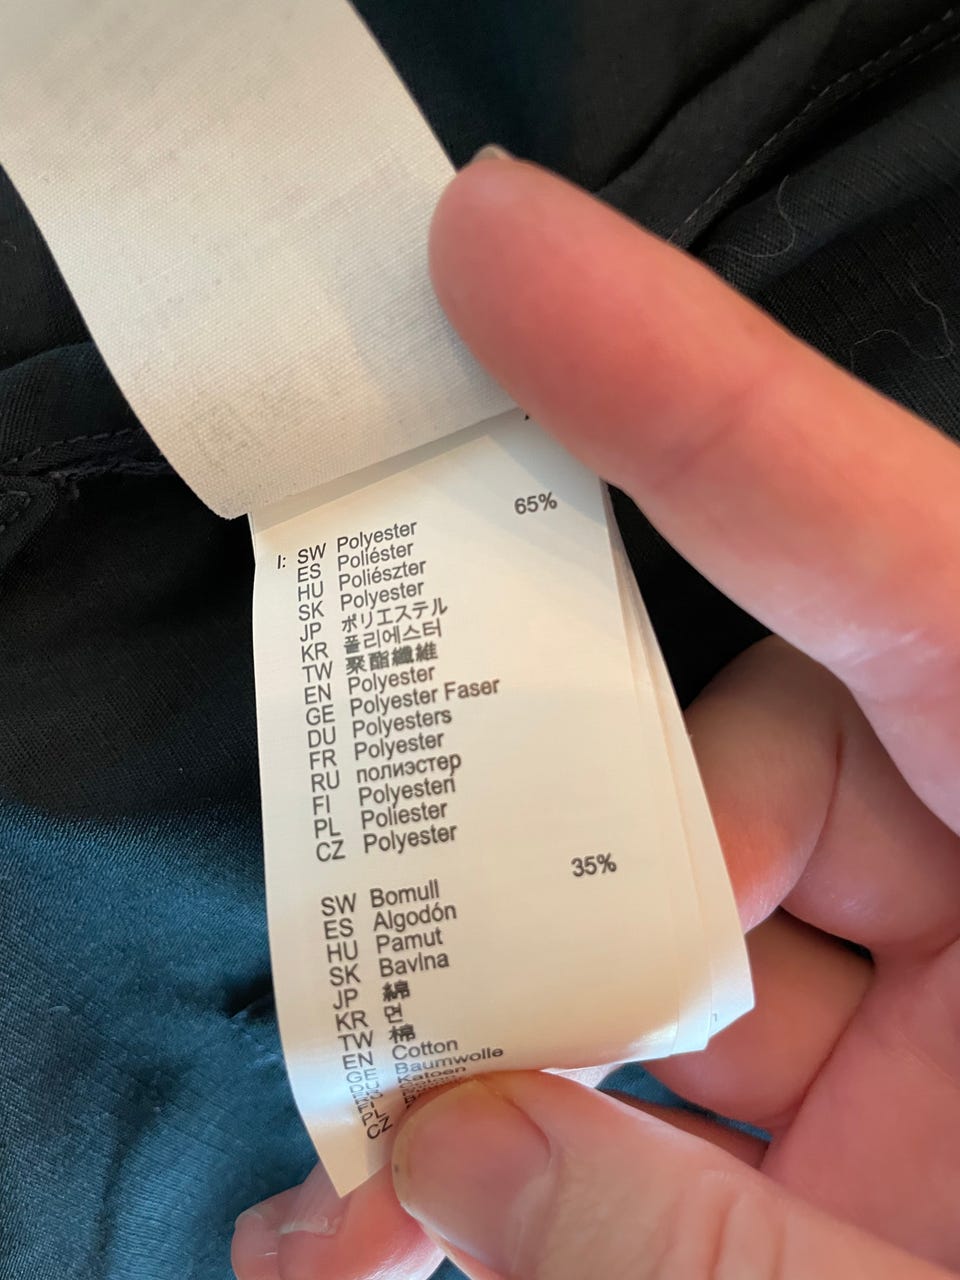 65%
I: SW Polyester
ES Poliéster
HU Poliészter
SK Polyester
JP ポリエステル
KR 폴리에스터
TW 聚酯纖維
EN Polyester
GE Polyester Faser
DU Polyesters
FR Polyester
RU полиэстер
FI Polyesteri
PL Poliester
CZ Polyester
35%
SW Bomull
ES Algodón
HU Pamut
SK Bavlna
JP 綿
KR 면
TW 棉
EN Cotton
GE Baumwolle
DU Katoen
CZ